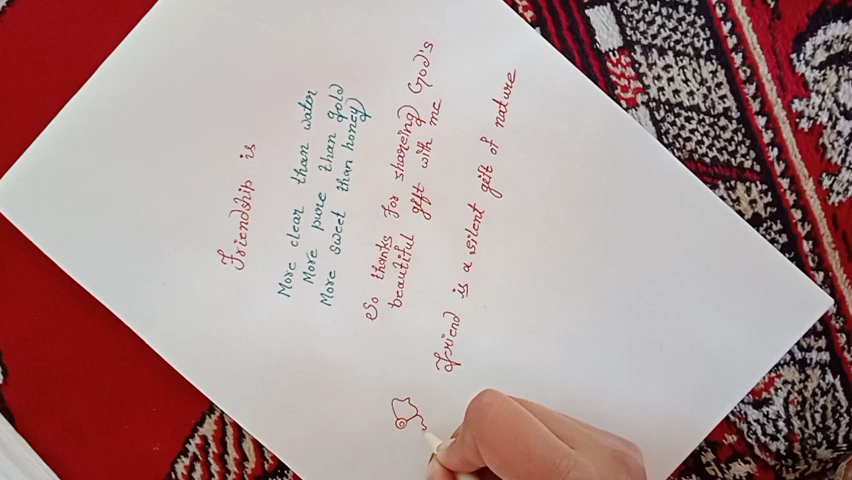 Friendship is
More clear than water
More pure than gold
More sweet than honey
So thanks for shareing God's
beautiful gift with me
Friend is a silent gift of nature